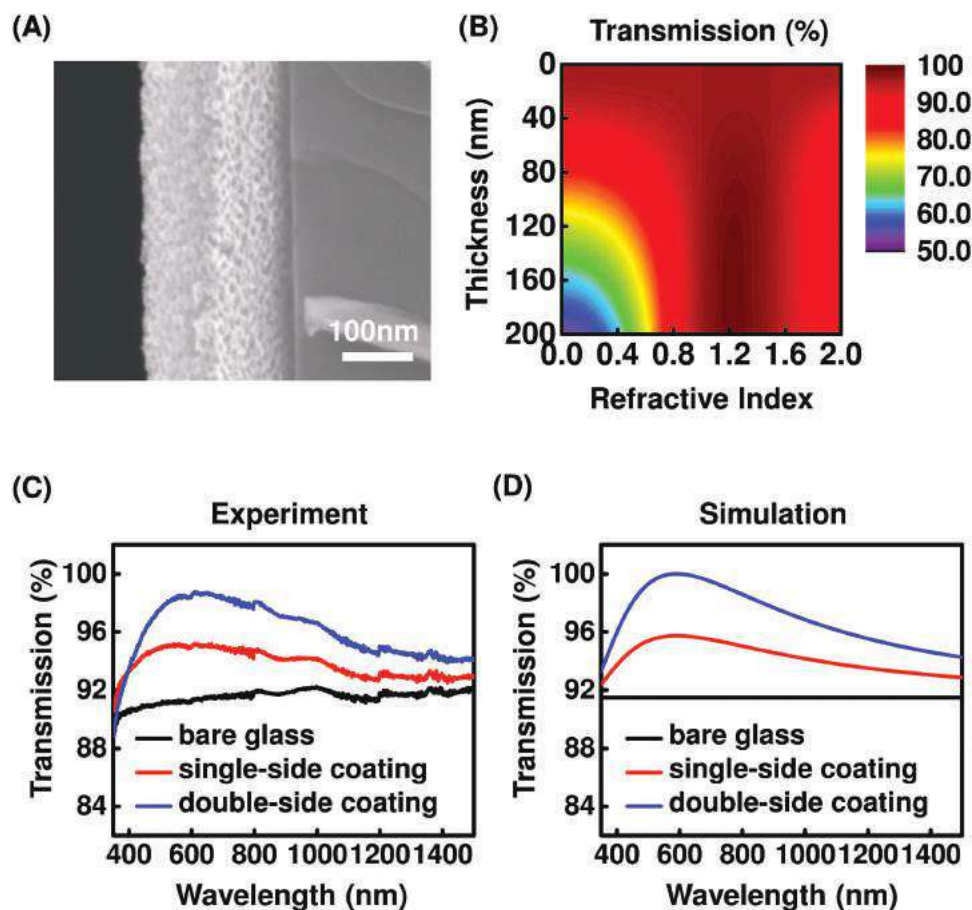 (A)
100nm
(B)
Transmission (%)
Thickness (nm)
0
40
80
120
160
200
0.0 0.4 0.8 1.2 1.6 2.0
Refractive Index
100
90.0
80.0
70.0
60.0
50.0
(C)
Experiment
Transmission (%)
100
96
92
88
84
bare glass
single-side coating
double-side coating
400 600 800 1000 1200 1400
Wavelength (nm)
(D)
Simulation
Transmission (%)
100
96
92
88
84
bare glass
single-side coating
double-side coating
400 600 800 1000 1200 1400
Wavelength (nm)